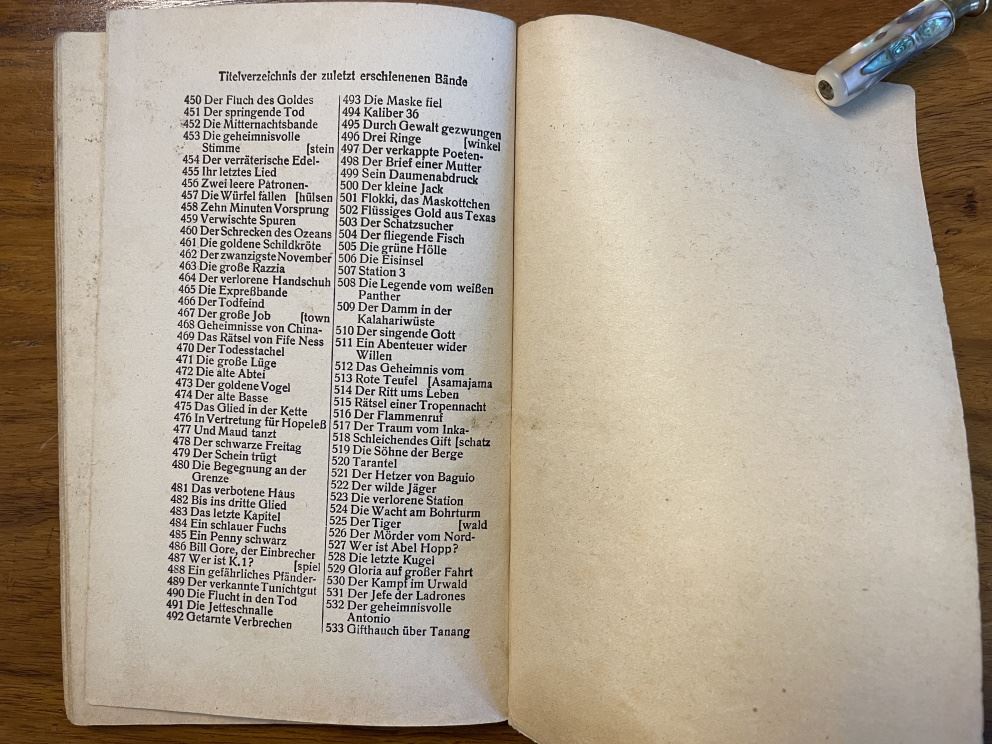 Titelverzeichnis der zuletzt erschienenen Bände
450 Der Fluch des Goldes
451 Der springende Tod
452 Die Mitternachtsbande
453 Die geheimnisvolle
Stimme [stein
454 Der verräterische Edel-
455 Ihr letztes Lied
456 Zwei leere Patronen-
457 Die Würfel fallen [hülsen
458 Zehn Minuten Vorsprung
459 Verwischte Spuren
460 Der Schrecken des Ozeans
461 Die goldene Schildkröte
462 Der zwanzigste November
463 Die große Razzia
464 Der verlorene Handschuh
465 Die Expreßbande
466 Der Todfeind
467 Der große Job [town
468 Geheimnisse von China-
469 Das Rätsel von Fife Ness
470 Der Todesstachel
471 Die große Lüge
472 Die alte Abtei
473 Der goldene Vogel
474 Der alte Basse
475 Das Glied in der Kette
476 In Vertretung für Hopeleß
477 Und Maud tanzt
478 Der schwarze Freitag
479 Der Schein trügt
480 Die Begegnung an der
Grenze
481 Das verbotene Haus
482 Bis ins dritte Glied
483 Das letzte Kapitel
484 Ein schlauer Fuchs
485 Ein Penny schwarz
486 Bill Gore, der Einbrecher
487 Wer ist K.1? [spiel
488 Ein gefährliches Pfänder-
489 Der verkannte Tunichtgut
490 Die Flucht in den Tod
491 Die Jetteschnalle
492 Getarnte Verbrechen
493 Die Maske fiel
494 Kaliber 36
495 Durch Gewalt gezwungen
496 Drei Ringe [winkel
497 Der verkappte Poeten-
498 Der Brief einer Mutter
499 Sein Daumenabdruck
500 Der kleine Jack
501 Flokki, das Maskottchen
502 Flüssiges Gold aus Texas
503 Der Schatzsucher
504 Der fliegende Fisch
505 Die grüne Hölle
506 Die Eisinsel
507 Station 3
508 Die Legende vom weißen
Panther
509 Der Damm in der
Kalahariwüste
510 Der singende Gott
511 Ein Abenteuer wider
Willen
512 Das Geheimnis vom
513 Rote Teufel [Asamajama
514 Der Ritt ums Leben
515 Rätsel einer Tropennacht
516 Der Flammenruf
517 Der Traum vom Inka-
518 Schleichendes Gift [schatz
519 Die Söhne der Berge
520 Tarantel
521 Der Hetzer von Baguio
522 Der wilde Jäger
523 Die verlorene Station
524 Die Wacht am Bohrturm
525 Der Tiger [wald
526 Der Mörder vom Nord-
527 Wer ist Abel Hopp?
528 Die letzte Kugel
529 Gloria auf großer Fahrt
530 Der Kampf im Urwald
531 Der Jefe der Ladrones
532 Der geheimnisvolle
Antonio
533 Gifthauch über Tanang